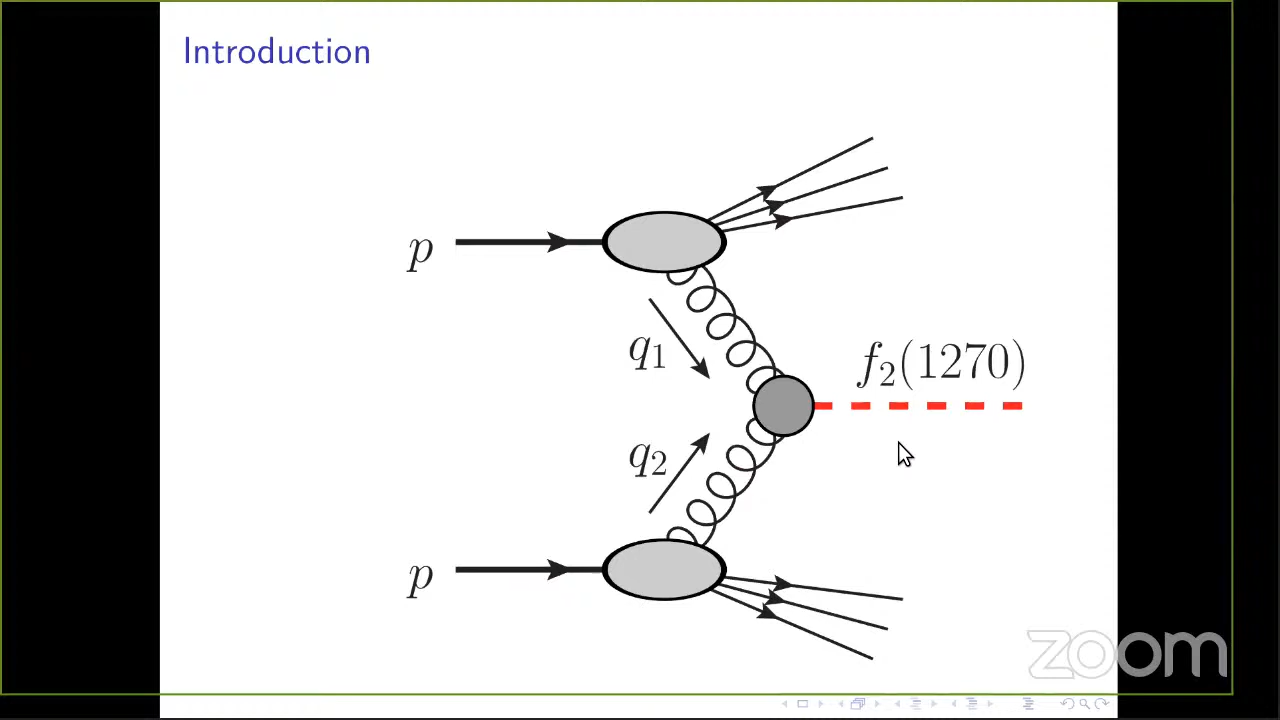 Introduction
p
q₁
f₂(1270)
q₂
p
zoom